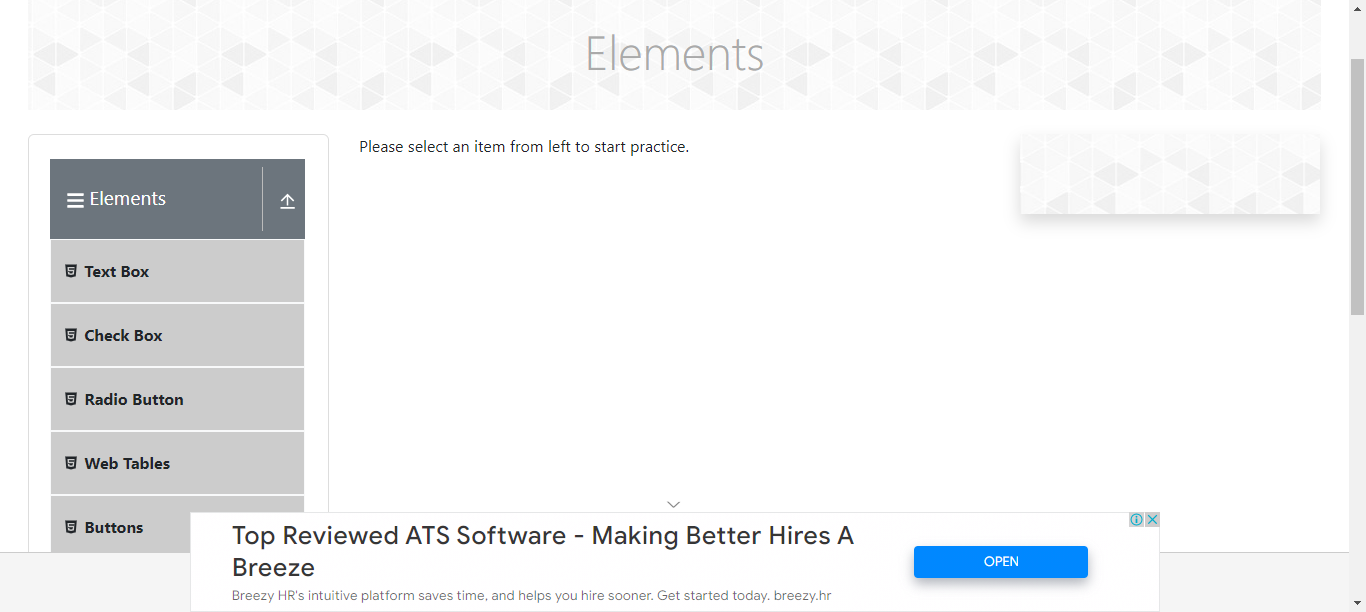 Elements
Please select an item from left to start practice.
Elements
Text Box
Check Box
Radio Button
Web Tables
Buttons
Top Reviewed ATS Software - Making Better Hires A
Breeze
OPEN
Breezy HR's intuitive platform saves time, and helps you hire sooner. Get started today. breezy.hr